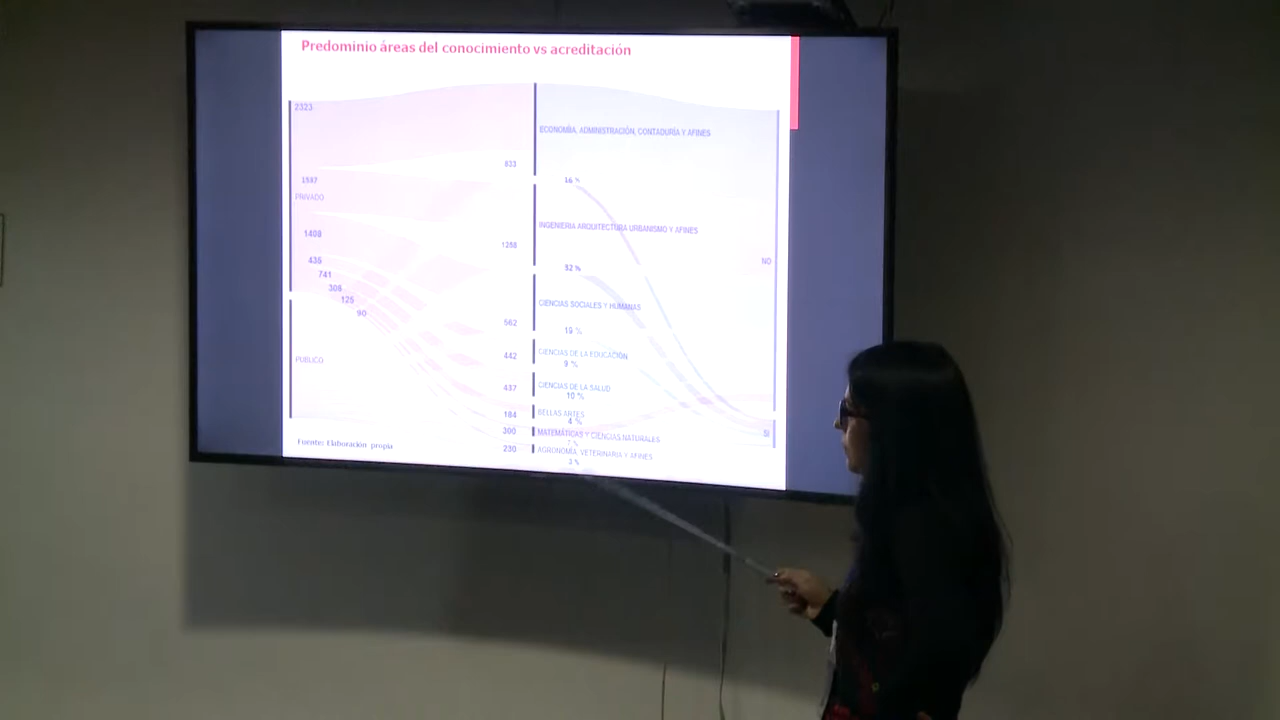 Predominio áreas del conocimiento vs acreditación
2323
1587
PRIVADO
1408
435
741
308
125
90
PUBLICO
Fuente: Elaboración propia
833
1258
562
442
437
184
300
230
ECONOMÍA, ADMINISTRACIÓN, CONTADURÍA Y AFINES
16 %
INGENIERIA ARQUITECTURA URBANISMO Y AFINES
32 %
CIENCIAS SOCIALES Y HUMANAS
19 %
CIENCIAS DE LA EDUCACIÓN
9 %
CIENCIAS DE LA SALUD
10 %
BELLAS ARTES
4 %
MATEMÁTICAS Y CIENCIAS NATURALES
AGRONOMÍA, VETERINARIA Y AFINES
3 %
NO
SI